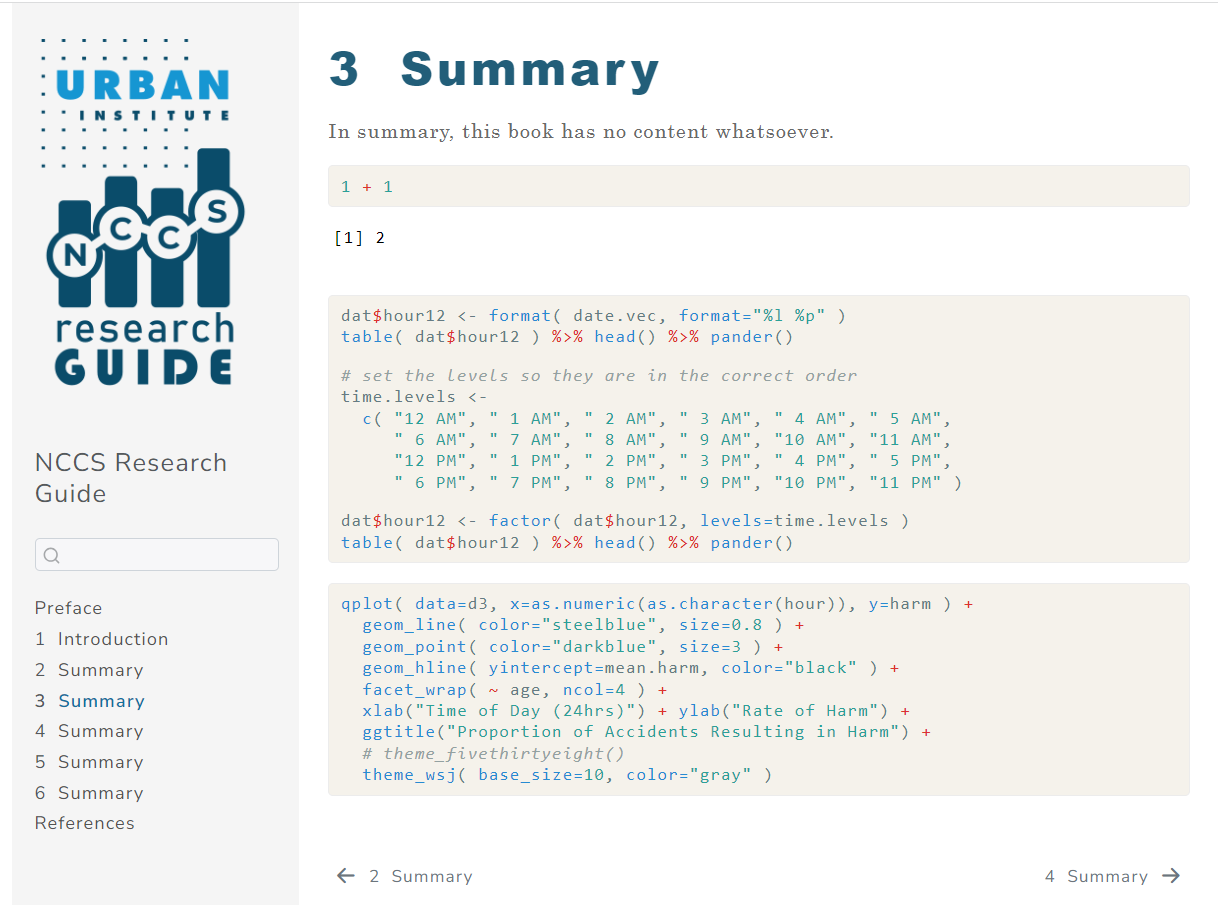 URBAN
INSTITUTE
NCCS
research
GUIDE
NCCS Research
Guide
Preface
1 Introduction
2 Summary
3 Summary
4 Summary
5 Summary
6 Summary
References
3 Summary
In summary, this book has no content whatsoever.
1 + 1
[1] 2
dat$hour12 <- format( date.vec, format="%l %p" )
table( dat$hour12 ) %>% head() %>% pander()
# set the levels so they are in the correct order
time.levels <-
  c( "12 AM", " 1 AM", " 2 AM", " 3 AM", " 4 AM", " 5 AM",
     " 6 AM", " 7 AM", " 8 AM", " 9 AM", "10 AM", "11 AM",
     "12 PM", " 1 PM", " 2 PM", " 3 PM", " 4 PM", " 5 PM",
     " 6 PM", " 7 PM", " 8 PM", " 9 PM", "10 PM", "11 PM" )
dat$hour12 <- factor( dat$hour12, levels=time.levels )
table( dat$hour12 ) %>% head() %>% pander()
qplot( data=d3, x=as.numeric(as.character(hour)), y=harm ) +
  geom_line( color="steelblue", size=0.8 ) +
  geom_point( color="darkblue", size=3 ) +
  geom_hline( yintercept=mean.harm, color="black" ) +
  facet_wrap( ~ age, ncol=4 ) +
  xlab("Time of Day (24hrs)") + ylab("Rate of Harm") +
  ggtitle("Proportion of Accidents Resulting in Harm") +
  # theme_fivethirtyeight()
  theme_wsj( base_size=10, color="gray" )
← 2 Summary
4 Summary →